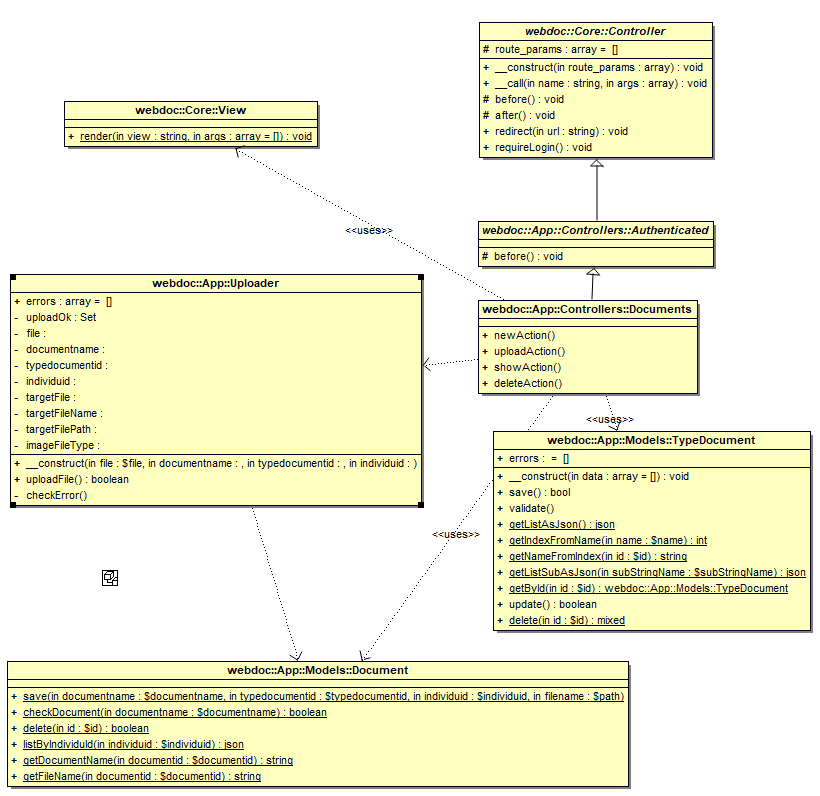 webdoc::Core::Controller
# route_params : array =  []
+ __construct(in route_params : array) : void
+ __call(in name : string, in args : array) : void
# before() : void
# after() : void
+ redirect(in url : string) : void
+ requireLogin() : void
webdoc::Core::View
+ render(in view : string, in args : array = []) : void
<<uses>>
webdoc::App::Controllers::Authenticated
# before() : void
webdoc::App::Uploader
+ errors : array =  []
- uploadOk : Set
- file :
- documentname :
- typedocumentid :
- individuid :
- targetFile :
- targetFileName :
- targetFilePath :
- imageFileType :
+ __construct(in file : $file, in documentname : , in typedocumentid : , in individuid : )
+ uploadFile() : boolean
- checkError()
webdoc::App::Controllers::Documents
+ newAction()
+ uploadAction()
+ showAction()
+ deleteAction()
<<uses>>
webdoc::App::Models::TypeDocument
+ errors :  =  []
+ __construct(in data : array = []) : void
+ save() : bool
+ validate()
+ getListAsJson() : json
+ getIndexFromName(in name : $name) : int
+ getNameFromIndex(in id : $id) : string
+ getListSubAsJson(in subStringName : $subStringName) : json
+ getById(in id : $id) : webdoc::App::Models::TypeDocument
+ update() : boolean
+ delete(in id : $id) : mixed
<<uses>>
webdoc::App::Models::Document
+ save(in documentname : $documentname, in typedocumentid : $typedocumentid, in individuid : $individuid, in filename : $path)
+ checkDocument(in documentname : $documentname) : boolean
+ delete(in id : $id) : boolean
+ listByIndividuId(in individuid : $individuid) : json
+ getDocumentName(in documentid : $documentid) : string
+ getFileName(in documentid : $documentid) : string